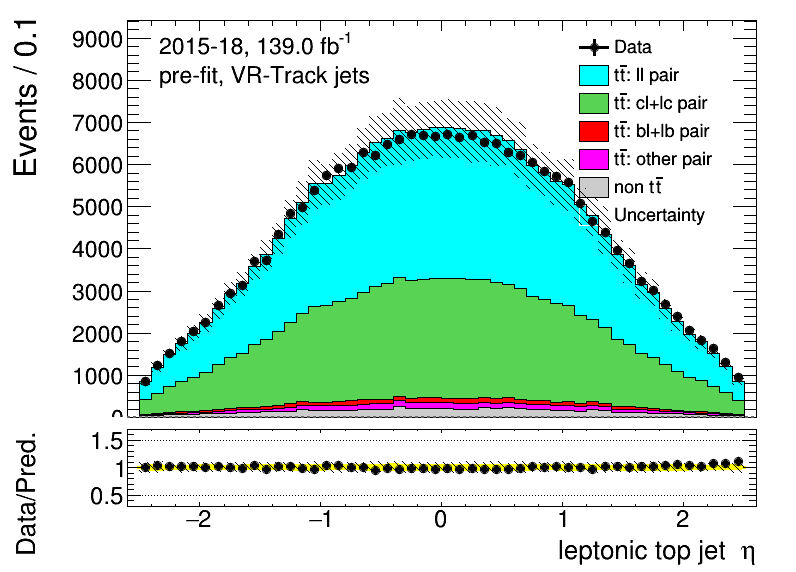 Events / 0.1
9000
8000
7000
6000
5000
4000
3000
2000
1000
0
2015-18, 139.0 fb-1
pre-fit, VR-Track jets
Data
tt̄: ll pair
tt̄: cl+lc pair
tt̄: bl+lb pair
tt̄: other pair
non tt̄
Uncertainty
Data/Pred.
1.5
1
0.5
−2
−1
0
1
2
leptonic top jet η